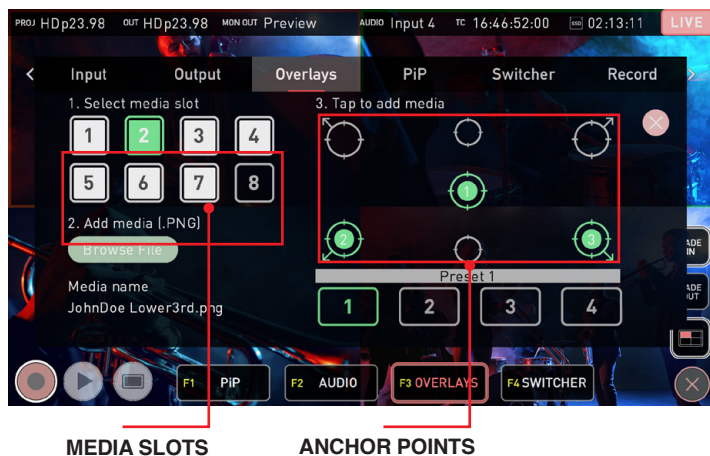 PROJ HDp23.98 OUT HDp23.98 MON OUT Preview AUDIO Input 4 TC 16:46:52:00 SSD 02:13:11 LIVE
< Input Output Overlays PiP Switcher Record >
1. Select media slot
3. Tap to add media
1 2 3 4
5 6 7 8
1
2 3
2. Add media (.PNG)
Browse File
Media name
JohnDoe Lower3rd.png
Preset 1
1 2 3 4
ADE IN
ADE OUT
F1 PiP F2 AUDIO F3 OVERLAYS F4 SWITCHER
MEDIA SLOTS ANCHOR POINTS